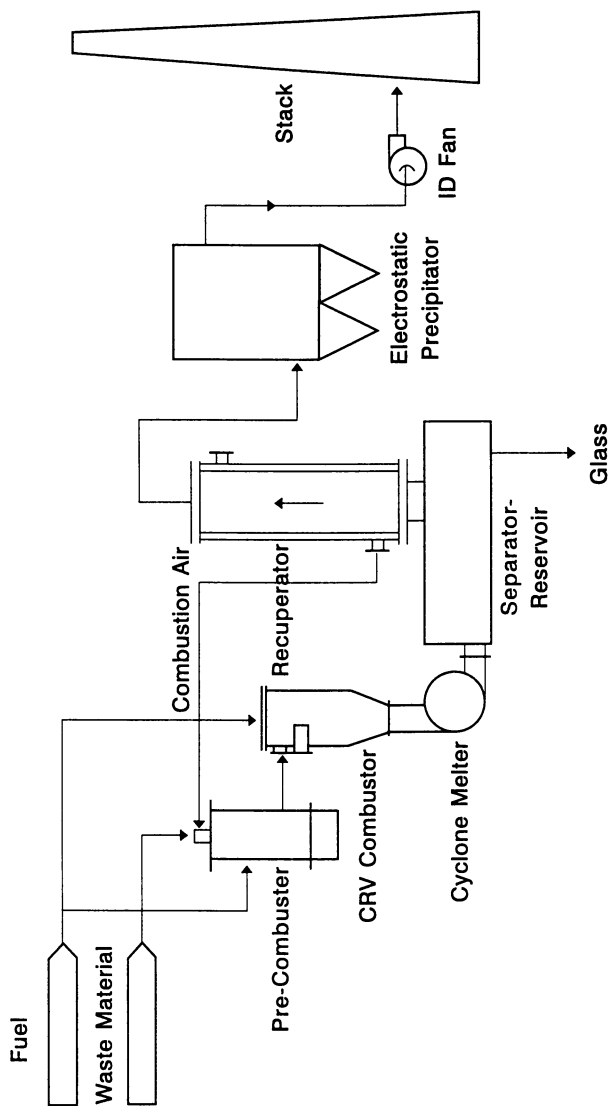 Fuel
Waste Material
Pre-Combuster
CRV Combustor
Cyclone Melter
Combustion Air
Recuperator
Separator-
Reservoir
Glass
Electrostatic
Precipitator
ID Fan
Stack